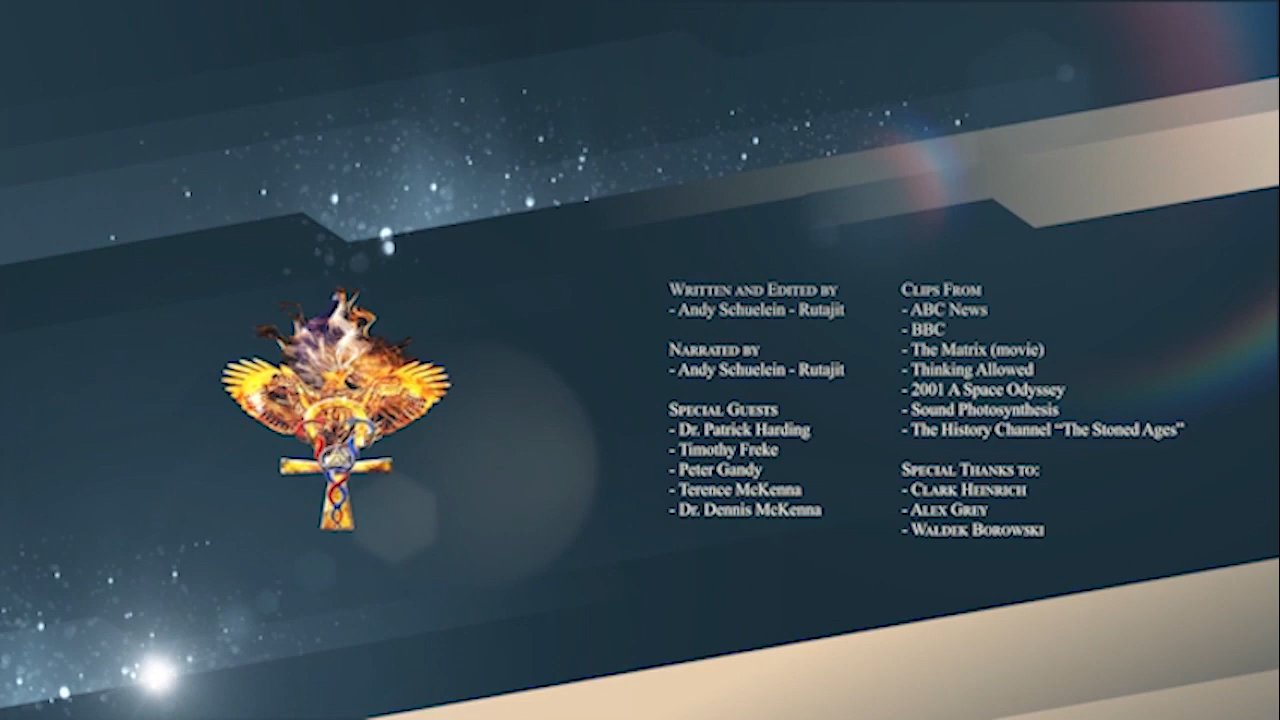 WRITTEN AND EDITED BY
- Andy Schuelein - Rutajit
NARRATED BY
- Andy Schuelein - Rutajit
SPECIAL GUESTS
- Dr. Patrick Harding
- Timothy Freke
- Peter Gandy
- Terence McKenna
- Dr. Dennis McKenna
CLIPS FROM
- ABC News
- BBC
- The Matrix (movie)
- Thinking Allowed
- 2001 A Space Odyssey
- Sound Photosynthesis
- The History Channel “The Stoned Ages”
SPECIAL THANKS TO:
- CLARK HEINRICH
- ALEX GREY
- WALDEK BOROWSKI